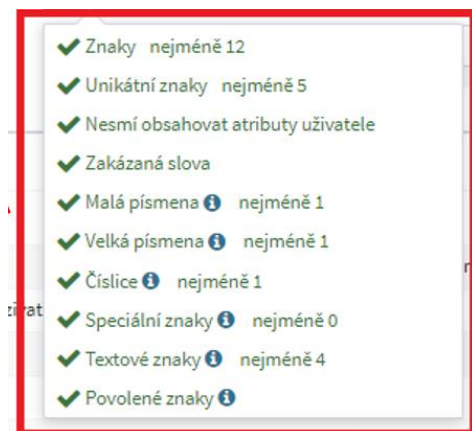 Znaky nejméně 12
Unikátní znaky nejméně 5
Nesmí obsahovat atributy uživatele
Zakázaná slova
Malá písmena nejméně 1
Velká písmena nejméně 1
Číslice nejméně 1
Speciální znaky nejméně 0
Textové znaky nejméně 4
Povolené znaky